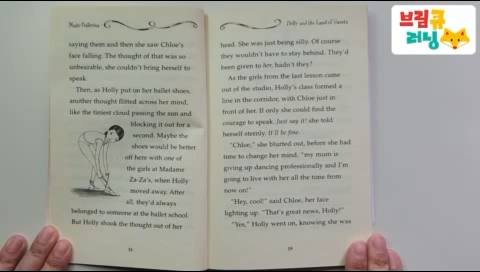 Magic Ballerina
saying them and then she saw Chloe's
face falling. The thought of that was so
unbearable, she couldn't bring herself to
speak.
Then, as Holly put on her ballet shoes,
another thought flitted across her mind,
like the tiniest cloud passing the sun and
blocking it out for a
second. Maybe the
shoes would be better
off here with one of
the girls at Madame
Za-Za's, when Holly
moved away. After
all, they'd always
belonged to someone at the ballet school.
But Holly shook the thought out of her
Holly and the Land of Sweets
head. She was just being silly. Of course
they wouldn't have to stay behind. They'd
been given to her, hadn't they?
As the girls from the last lesson came
out of the studio, Holly's class formed a
line in the corridor, with Chloe just in
front of her. If only she could find the
courage to speak. Just say it! she told
herself sternly. It'll be fine.
"Chloe," she blurted out, before she had
time to change her mind, "my mum is
giving up dancing professionally and I'm
going to live with her all the time from
now on!"
"Hey, cool!" said Chloe, her face
lighting up. "That's great news, Holly!"
"Yes," Holly went on, knowing she was
브림큐
러닝